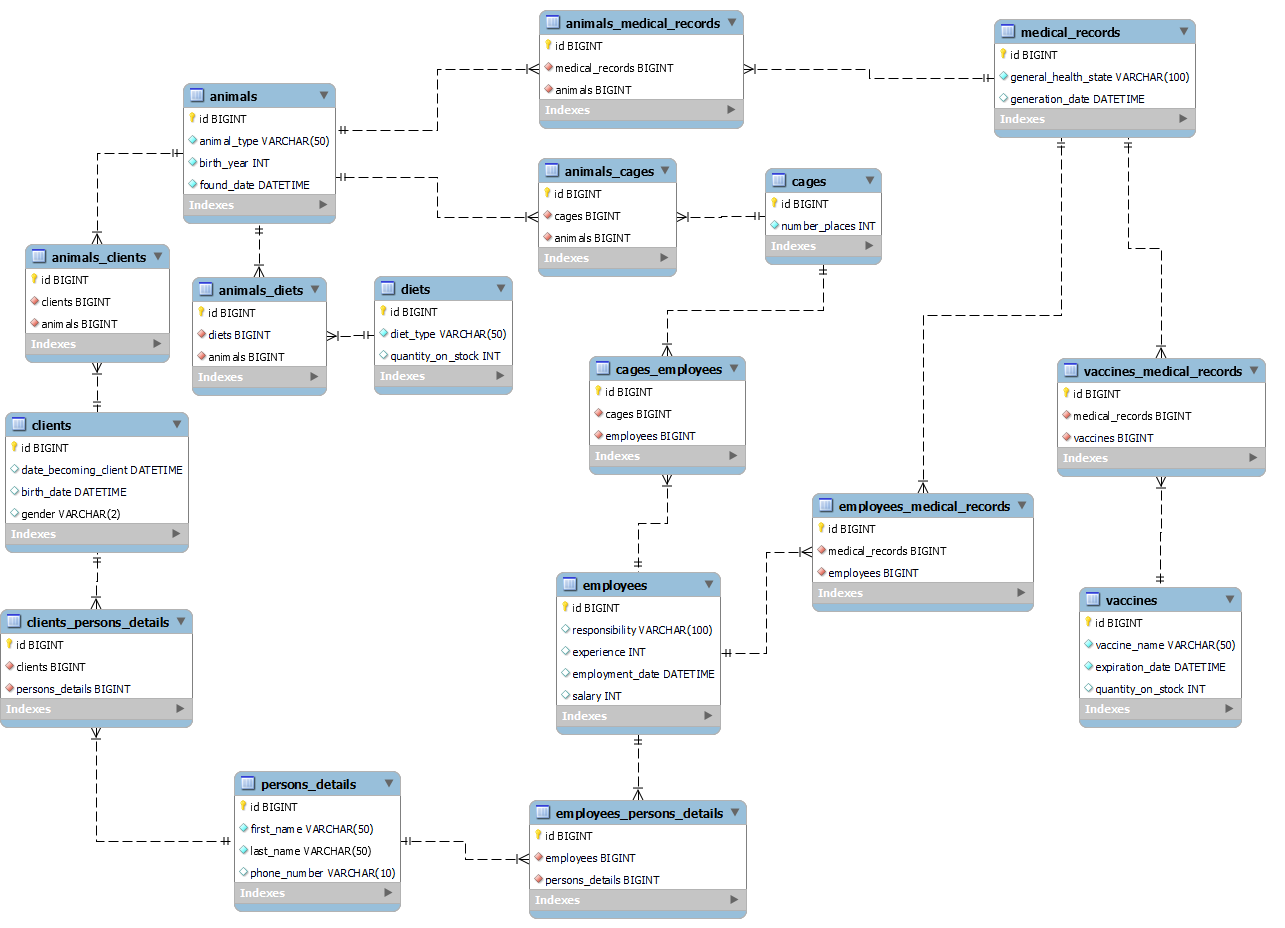 animals_medical_records
id BIGINT
medical_records BIGINT
animals BIGINT
Indexes
medical_records
id BIGINT
general_health_state VARCHAR(100)
generation_date DATETIME
Indexes
animals
id BIGINT
animal_type VARCHAR(50)
birth_year INT
found_date DATETIME
Indexes
animals_cages
id BIGINT
cages BIGINT
animals BIGINT
Indexes
cages
id BIGINT
number_places INT
Indexes
animals_clients
id BIGINT
clients BIGINT
animals BIGINT
Indexes
animals_diets
id BIGINT
diets BIGINT
animals BIGINT
Indexes
diets
id BIGINT
diet_type VARCHAR(50)
quantity_on_stock INT
Indexes
cages_employees
id BIGINT
cages BIGINT
employees BIGINT
Indexes
vaccines_medical_records
id BIGINT
medical_records BIGINT
vaccines BIGINT
Indexes
clients
id BIGINT
date_becoming_client DATETIME
birth_date DATETIME
gender VARCHAR(2)
Indexes
employees_medical_records
id BIGINT
medical_records BIGINT
employees BIGINT
Indexes
employees
id BIGINT
responsibility VARCHAR(100)
experience INT
employment_date DATETIME
salary INT
Indexes
vaccines
id BIGINT
vaccine_name VARCHAR(50)
expiration_date DATETIME
quantity_on_stock INT
Indexes
clients_persons_details
id BIGINT
clients BIGINT
persons_details BIGINT
Indexes
persons_details
id BIGINT
first_name VARCHAR(50)
last_name VARCHAR(50)
phone_number VARCHAR(10)
Indexes
employees_persons_details
id BIGINT
employees BIGINT
persons_details BIGINT
Indexes